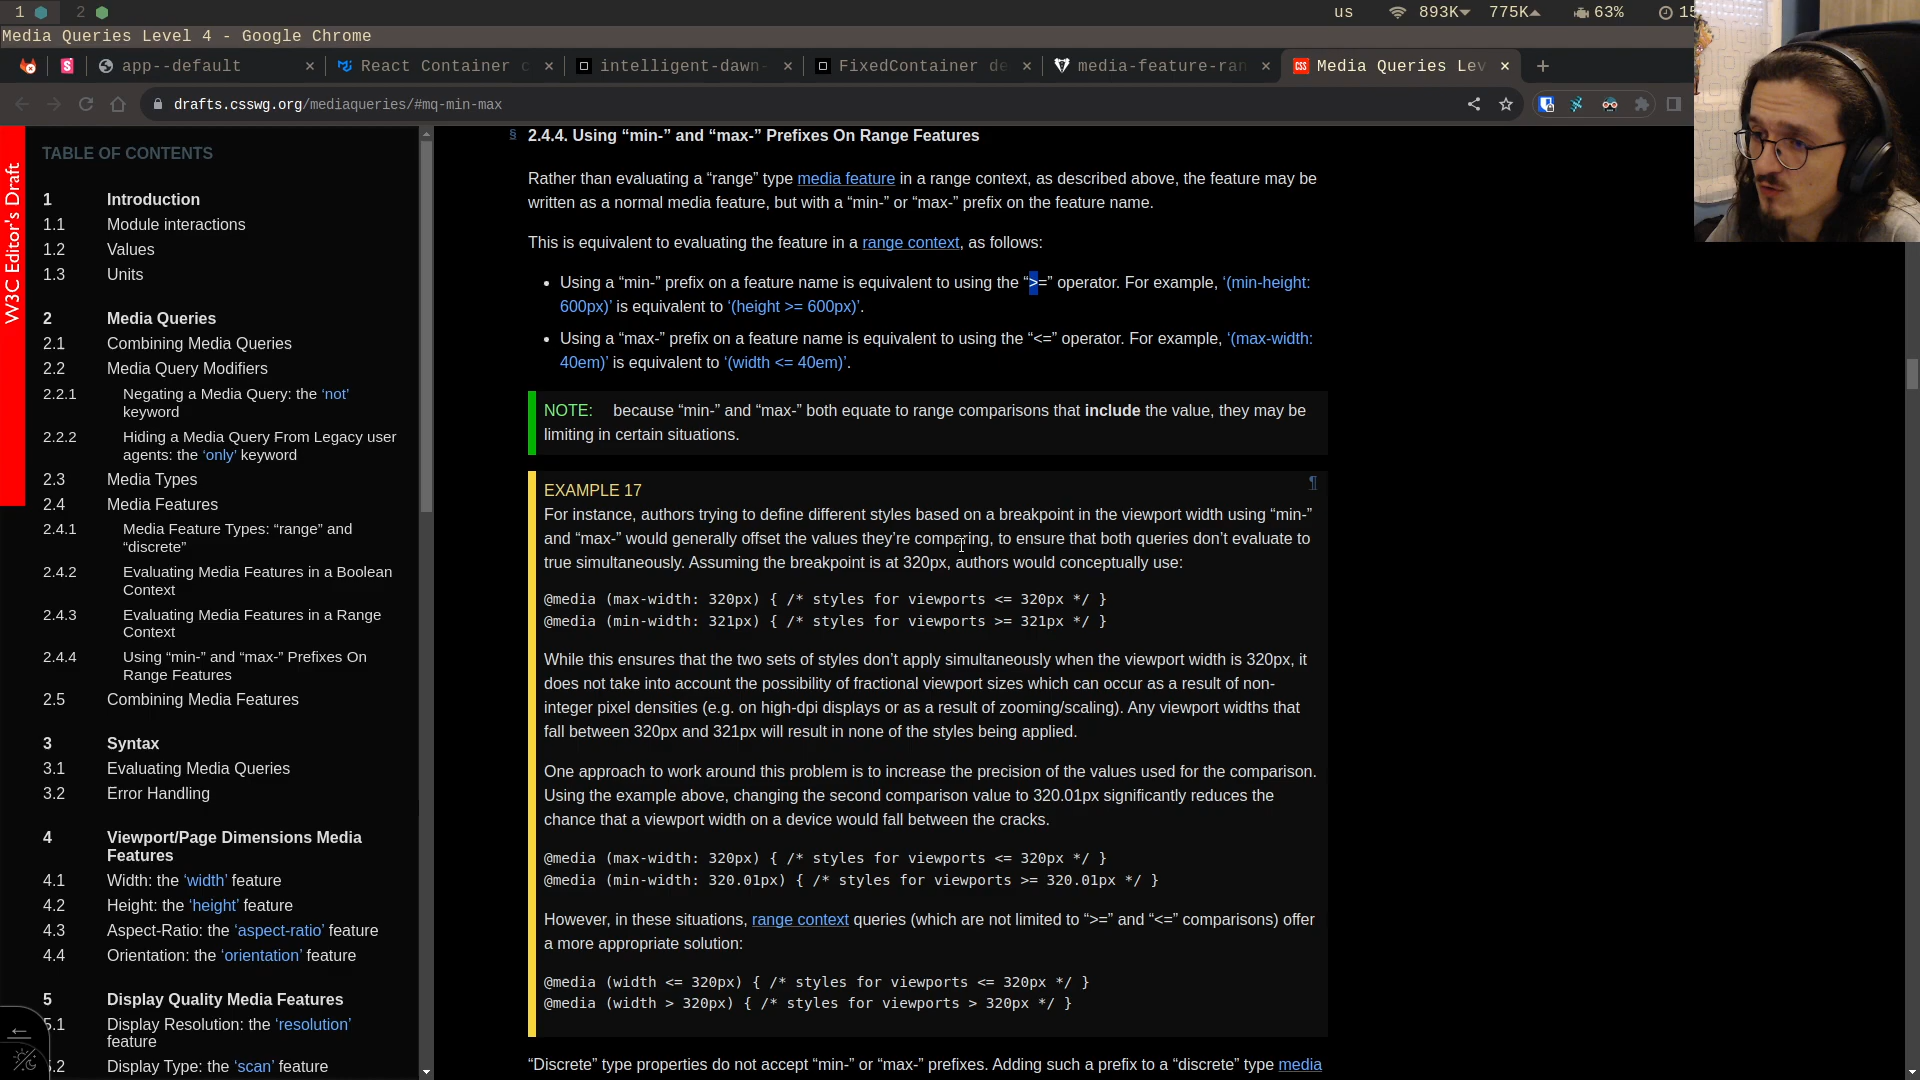 1 2 us 893K 775K 63% 15
Media Queries Level 4 - Google Chrome
app--default × React Container c × intelligent-dawn- × FixedContainer de × media-feature-ran × CSS Media Queries Lev × +
drafts.csswg.org/mediaqueries/#mq-min-max
W3C Editor's Draft
TABLE OF CONTENTS
1 Introduction
1.1 Module interactions
1.2 Values
1.3 Units
2 Media Queries
2.1 Combining Media Queries
2.2 Media Query Modifiers
2.2.1 Negating a Media Query: the ‘not’
keyword
2.2.2 Hiding a Media Query From Legacy user
agents: the ‘only’ keyword
2.3 Media Types
2.4 Media Features
2.4.1 Media Feature Types: “range” and
“discrete”
2.4.2 Evaluating Media Features in a Boolean
Context
2.4.3 Evaluating Media Features in a Range
Context
2.4.4 Using “min-” and “max-” Prefixes On
Range Features
2.5 Combining Media Features
3 Syntax
3.1 Evaluating Media Queries
3.2 Error Handling
4 Viewport/Page Dimensions Media
Features
4.1 Width: the ‘width’ feature
4.2 Height: the ‘height’ feature
4.3 Aspect-Ratio: the ‘aspect-ratio’ feature
4.4 Orientation: the ‘orientation’ feature
5 Display Quality Media Features
5.1 Display Resolution: the ‘resolution’
feature
5.2 Display Type: the ‘scan’ feature
§ 2.4.4. Using “min-” and “max-” Prefixes On Range Features
Rather than evaluating a “range” type media feature in a range context, as described above, the feature may be
written as a normal media feature, but with a “min-” or “max-” prefix on the feature name.
This is equivalent to evaluating the feature in a range context, as follows:
• Using a “min-” prefix on a feature name is equivalent to using the “>=” operator. For example, ‘(min-height:
600px)’ is equivalent to ‘(height >= 600px)’.
• Using a “max-” prefix on a feature name is equivalent to using the “<=” operator. For example, ‘(max-width:
40em)’ is equivalent to ‘(width <= 40em)’.
NOTE: because “min-” and “max-” both equate to range comparisons that include the value, they may be
limiting in certain situations.
EXAMPLE 17 ¶
For instance, authors trying to define different styles based on a breakpoint in the viewport width using “min-”
and “max-” would generally offset the values they’re comparing, to ensure that both queries don’t evaluate to
true simultaneously. Assuming the breakpoint is at 320px, authors would conceptually use:
@media (max-width: 320px) { /* styles for viewports <= 320px */ }
@media (min-width: 321px) { /* styles for viewports >= 321px */ }
While this ensures that the two sets of styles don’t apply simultaneously when the viewport width is 320px, it
does not take into account the possibility of fractional viewport sizes which can occur as a result of non-
integer pixel densities (e.g. on high-dpi displays or as a result of zooming/scaling). Any viewport widths that
fall between 320px and 321px will result in none of the styles being applied.
One approach to work around this problem is to increase the precision of the values used for the comparison.
Using the example above, changing the second comparison value to 320.01px significantly reduces the
chance that a viewport width on a device would fall between the cracks.
@media (max-width: 320px) { /* styles for viewports <= 320px */ }
@media (min-width: 320.01px) { /* styles for viewports >= 320.01px */ }
However, in these situations, range context queries (which are not limited to “>=” and “<=” comparisons) offer
a more appropriate solution:
@media (width <= 320px) { /* styles for viewports <= 320px */ }
@media (width > 320px) { /* styles for viewports > 320px */ }
“Discrete” type properties do not accept “min-” or “max-” prefixes. Adding such a prefix to a “discrete” type media